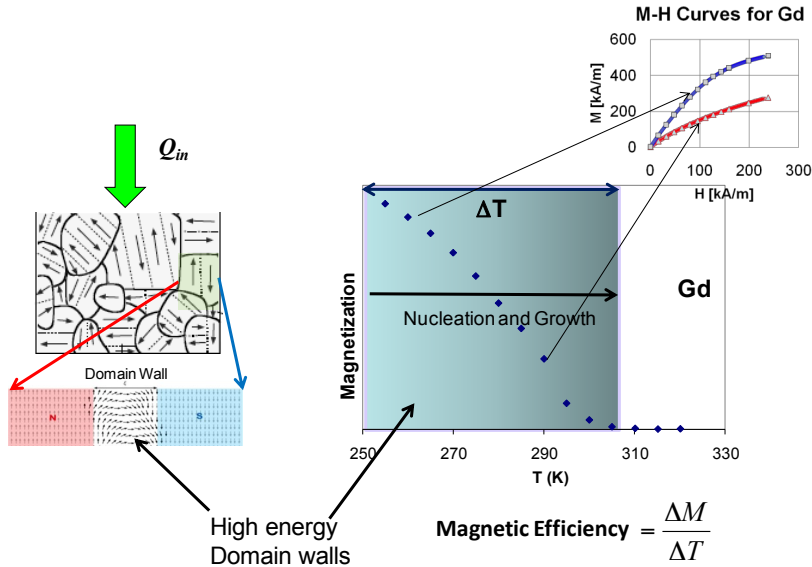 M-H Curves for Gd
600
400
200
0
M [kA/m]
0 100 200 300
H [kA/m]
Q_in
ΔT
Gd
Nucleation and Growth
Magnetization
250 270 290 310 330
T (K)
Domain Wall
N
S
High energy
Domain walls
Magnetic Efficiency = ΔM / ΔT